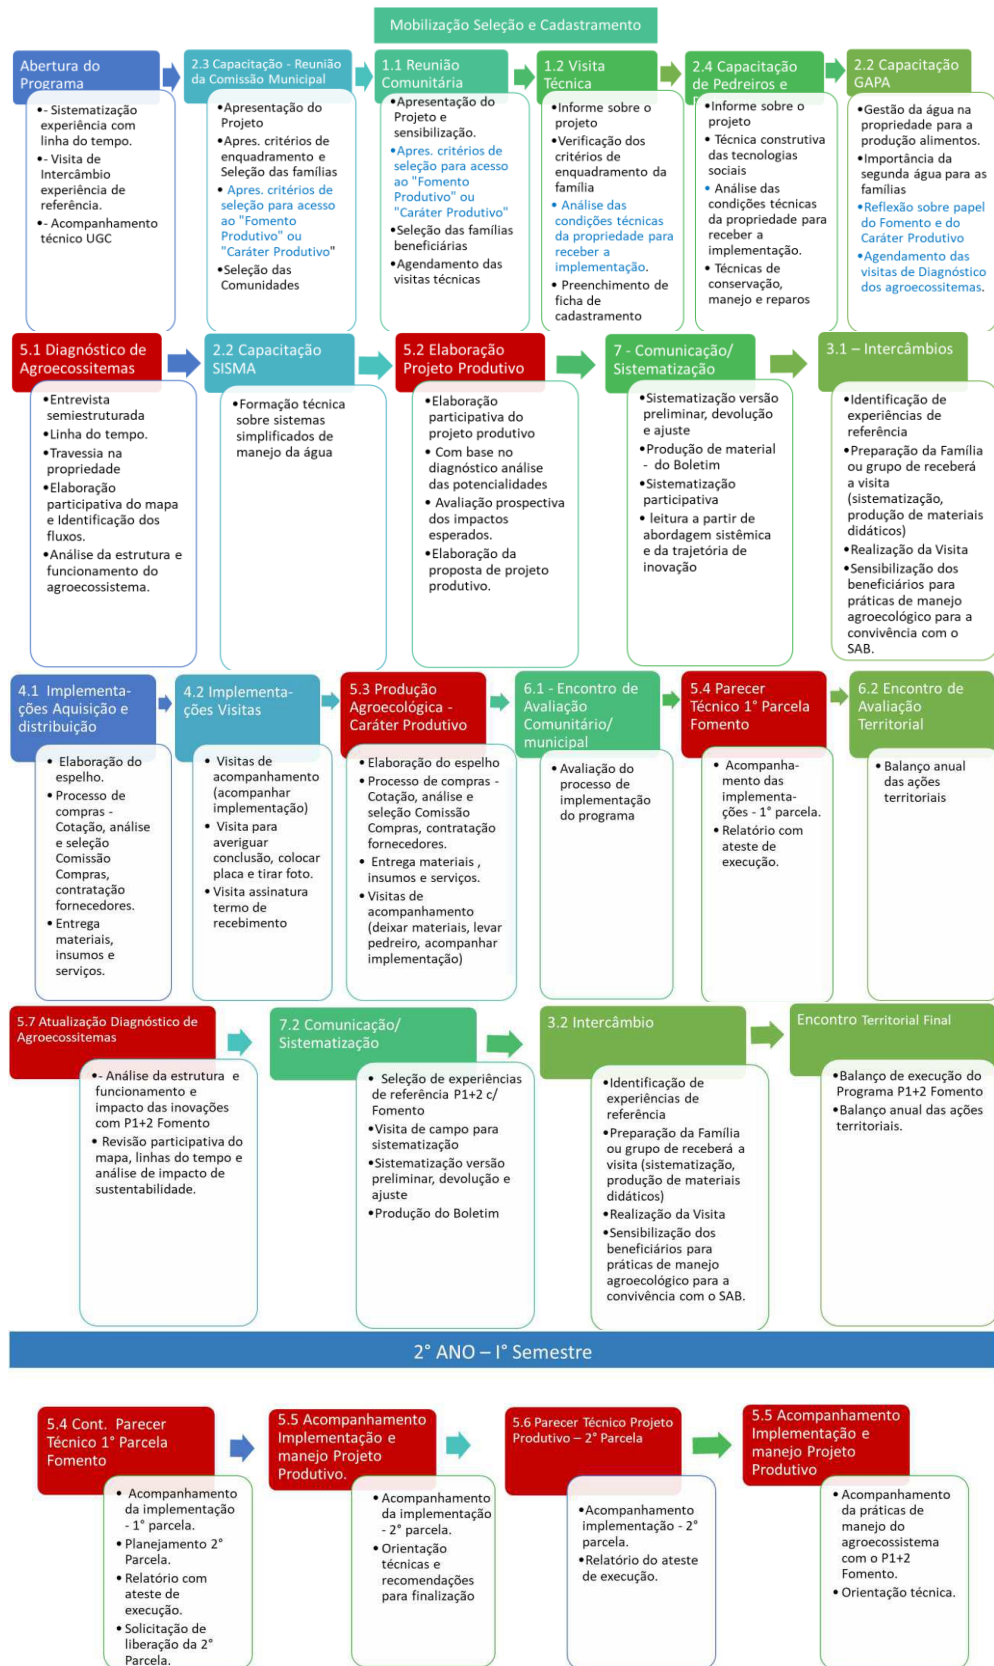 Mobilização Seleção e Cadastramento
Abertura do
Programa
•- Sistematização
experiência com
linha do tempo.
•- Visita de
Intercâmbio
experiência de
referência.
•- Acompanhamento
técnico UGC
2.3 Capacitação - Reunião
da Comissão Municipal
•Apresentação do
Projeto
•Apres. critérios de
enquadramento e
Seleção das famílias
• Apres. critérios de
seleção para acesso
ao "Fomento
Produtivo" ou
"Caráter Produtivo"
•Seleção das
Comunidades
1.1 Reunião
Comunitária
•Apresentação do
Projeto e
sensibilização.
•Apres. critérios de
seleção para acesso
ao "Fomento
Produtivo" ou
"Caráter Produtivo"
•Seleção das famílias
beneficiárias
•Agendamento das
visitas técnicas
1.2 Visita
Técnica
•Informe sobre o
projeto
•Verificação dos
critérios de
enquadramento da
família
• Análise das
condições técnicas
da propriedade para
receber a
implementação.
•Preenchimento de
ficha de
cadastramento
2.4 Capacitação
de Pedreiros e
•Informe sobre o
projeto
• Técnica construtiva
das tecnologias
sociais
• Análise das
condições técnicas
da propriedade para
receber a
implementação.
• Técnicas de
conservação,
manejo e reparos
2.2 Capacitação
GAPA
•Gestão da água na
propriedade para a
produção alimentos.
•Importância da
segunda água para as
famílias
•Reflexão sobre papel
do Fomento e do
Caráter Produtivo
•Agendamento das
visitas de Diagnóstico
dos agroecossitemas.
5.1 Diagnóstico de
Agroecossitemas
•Entrevista
semiestruturada
•Linha do tempo.
•Travessia na
propriedade
•Elaboração
participativa do mapa
e Identificação dos
fluxos.
•Análise da estrutura e
funcionamento do
agroecossistema.
2.2 Capacitação
SISMA
•Formação técnica
sobre sistemas
simplificados de
manejo da água
5.2 Elaboração
Projeto Produtivo
•Elaboração
participativa do
projeto produtivo
• Com base no
diagnóstico análise
das potencialidades
• Avaliação prospectiva
dos impactos
esperados.
•Elaboração da
proposta de projeto
produtivo.
7 - Comunicação/
Sistematização
•Sistematização versão
preliminar, devolução
e ajuste
•Produção de material
- do Boletim
•Sistematização
participativa
• leitura a partir de
abordagem sistêmica
e da trajetória de
inovação
3.1 – Intercâmbios
•Identificação de
experiências de
referência
•Preparação da Família
ou grupo de receberá
a visita
(sistematização,
produção de materiais
didáticos)
•Realização da Visita
•Sensibilização dos
beneficiários para
práticas de manejo
agroecológico para a
convivência com o
SAB.
4.1 Implementa-
ções Aquisição e
distribuição
• Elaboração do
espelho.
• Processo de
compras -
Cotação, análise
e seleção
Comissão
Compras,
contratação
fornecedores.
• Entrega
materiais,
insumos e
serviços.
4.2 Implementa-
ções Visitas
• Visitas de
acompanhamento
(acompanhar
implementação)
• Visita para
averiguar
conclusão, colocar
placa e tirar foto.
• Visita assinatura
termo de
recebimento
5.3 Produção
Agroecológica -
Caráter Produtivo
•Elaboração do espelho
• Processo de compras -
Cotação, análise e
seleção Comissão
Compras, contratação
fornecedores.
• Entrega materiais ,
insumos e serviços.
• Visitas de
acompanhamento
(deixar materiais, levar
pedreiro, acompanhar
implementação)
6.1 - Encontro de
Avaliação
Comunitário/
municipal
• Avaliação do
processo de
implementação
do programa
5.4 Parecer
Técnico 1° Parcela
Fomento
• Acompanha-
mento das
implementa-
ções - 1° parcela.
• Relatório com
ateste de
execução.
6.2 Encontro de
Avaliação
Territorial
• Balanço anual
das ações
territoriais
5.7 Atualização Diagnóstico de
Agroecossitemas
•- Análise da estrutura e
funcionamento e
impacto das inovações
com P1+2 Fomento
• Revisão participativa do
mapa, linhas do tempo e
análise de impacto de
sustentabilidade.
7.2 Comunicação/
Sistematização
• Seleção de experiências
de referência P1+2 c/
Fomento
•Visita de campo para
sistematização
•Sistematização versão
preliminar, devolução e
ajuste
•Produção do Boletim
3.2 Intercâmbio
•Identificação de
experiências de
referência
•Preparação da Família
ou grupo de receberá a
visita (sistematização,
produção de materiais
didáticos)
•Realização da Visita
•Sensibilização dos
beneficiários para
práticas de manejo
agroecológico para a
convivência com o SAB.
Encontro Territorial Final
•Balanço de execução do
Programa P1+2 Fomento
•Balanço anual das ações
territoriais.
2° ANO – I° Semestre
5.4 Cont. Parecer
Técnico 1° Parcela
Fomento
• Acompanhamento
da implementação
- 1° parcela.
• Planejamento 2°
Parcela.
• Relatório com
ateste de
execução.
• Solicitação de
liberação da 2°
Parcela.
5.5 Acompanhamento
Implementação e
manejo Projeto
Produtivo.
• Acompanhamento
da implementação
- 2° parcela.
• Orientação
técnicas e
recomendações
para finalização
5.6 Parecer Técnico Projeto
Produtivo – 2° Parcela
•Acompanhamento
implementação - 2°
parcela.
•Relatório do ateste
de execução.
5.5 Acompanhamento
Implementação e
manejo Projeto
Produtivo
• Acompanhamento
da práticas de
manejo do
agroecossistema
com o P1+2
Fomento.
• Orientação técnica.